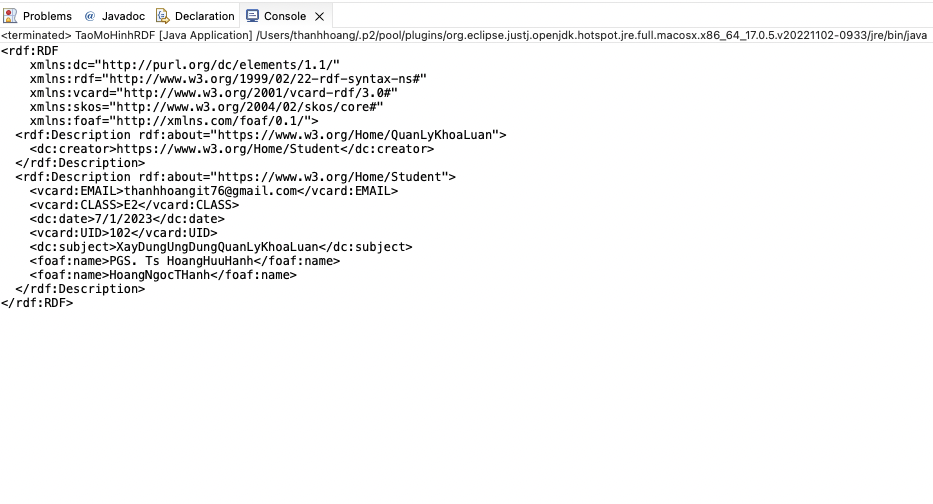 Problems @ Javadoc Declaration Console
<terminated> TaoMoHinhRDF [Java Application] /Users/thanhhoang/.p2/pool/plugins/org.eclipse.justj.openjdk.hotspot.jre.full.macosx.x86_64_17.0.5.v20221102-0933/jre/bin/java
<rdf:RDF
    xmlns:dc="http://purl.org/dc/elements/1.1/"
    xmlns:rdf="http://www.w3.org/1999/02/22-rdf-syntax-ns#"
    xmlns:vcard="http://www.w3.org/2001/vcard-rdf/3.0#"
    xmlns:skos="http://www.w3.org/2004/02/skos/core#"
    xmlns:foaf="http://xmlns.com/foaf/0.1/">
  <rdf:Description rdf:about="https://www.w3.org/Home/QuanLyKhoaLuan">
    <dc:creator>https://www.w3.org/Home/Student</dc:creator>
  </rdf:Description>
  <rdf:Description rdf:about="https://www.w3.org/Home/Student">
    <vcard:EMAIL>thanhhoangit76@gmail.com</vcard:EMAIL>
    <vcard:CLASS>E2</vcard:CLASS>
    <dc:date>7/1/2023</dc:date>
    <vcard:UID>102</vcard:UID>
    <dc:subject>XayDungUngDungQuanLyKhoaLuan</dc:subject>
    <foaf:name>PGS. Ts HoangHuuHanh</foaf:name>
    <foaf:name>HoangNgocTHanh</foaf:name>
  </rdf:Description>
</rdf:RDF>